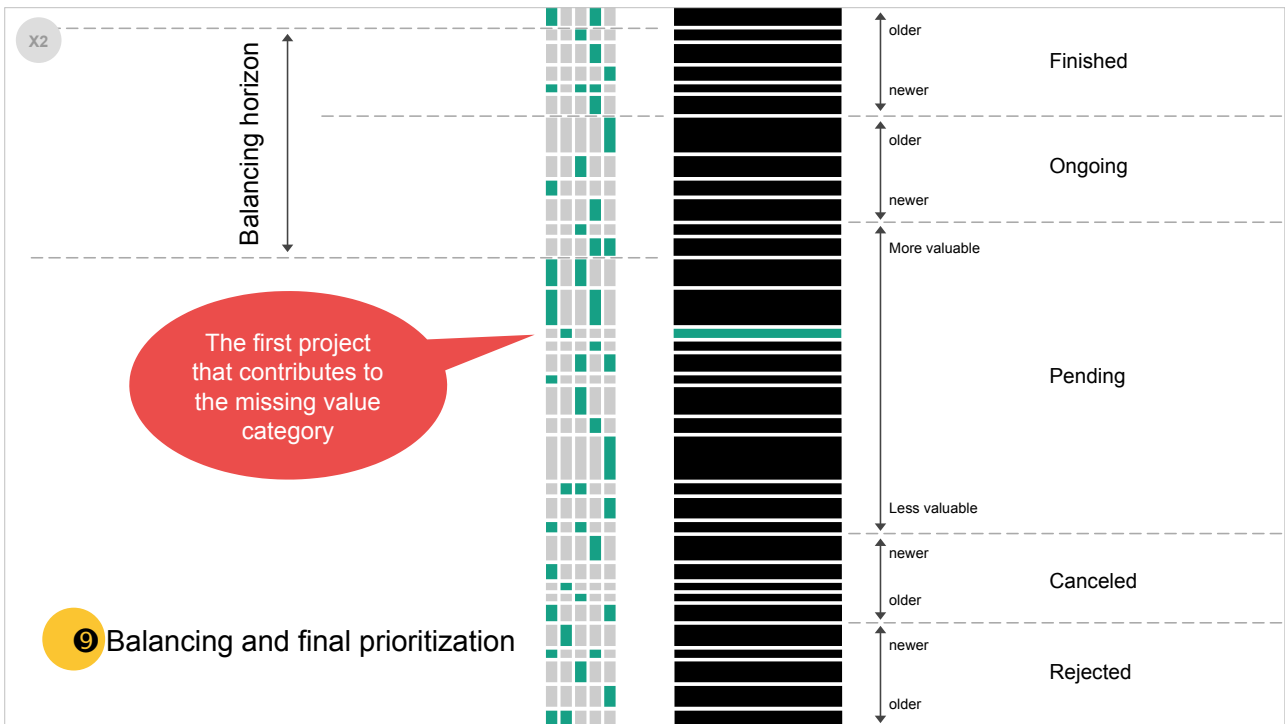 X2
Balancing horizon
older
Finished
newer
older
Ongoing
newer
More valuable
The first project
that contributes to
the missing value
category
Pending
Less valuable
newer
Canceled
older
❾ Balancing and final prioritization
newer
Rejected
older